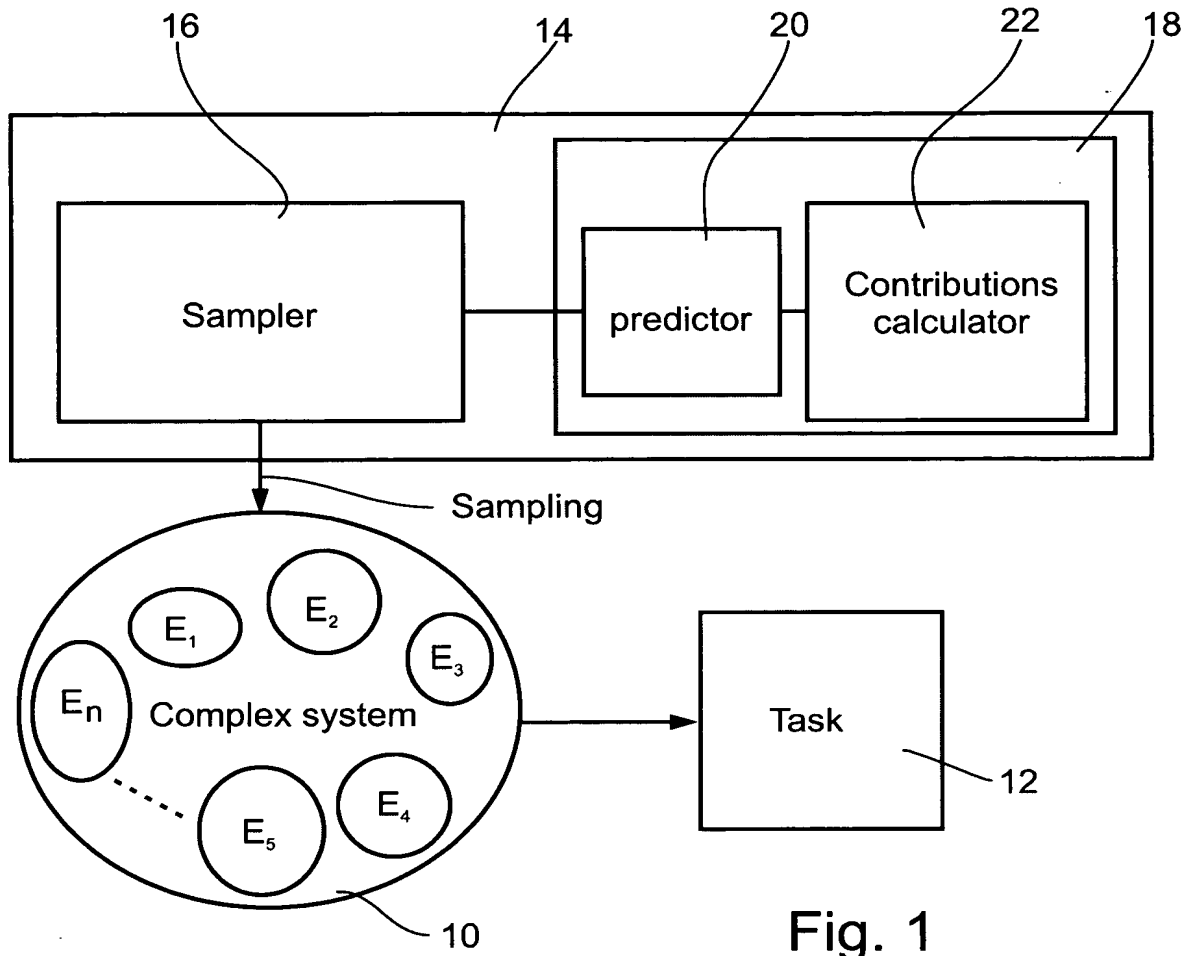 16
14
20
22
18
Sampler
predictor
Contributions
calculator
Sampling
E₁
E₂
E₃
Eₙ
Complex system
E₄
E₅
Task
12
10
Fig. 1